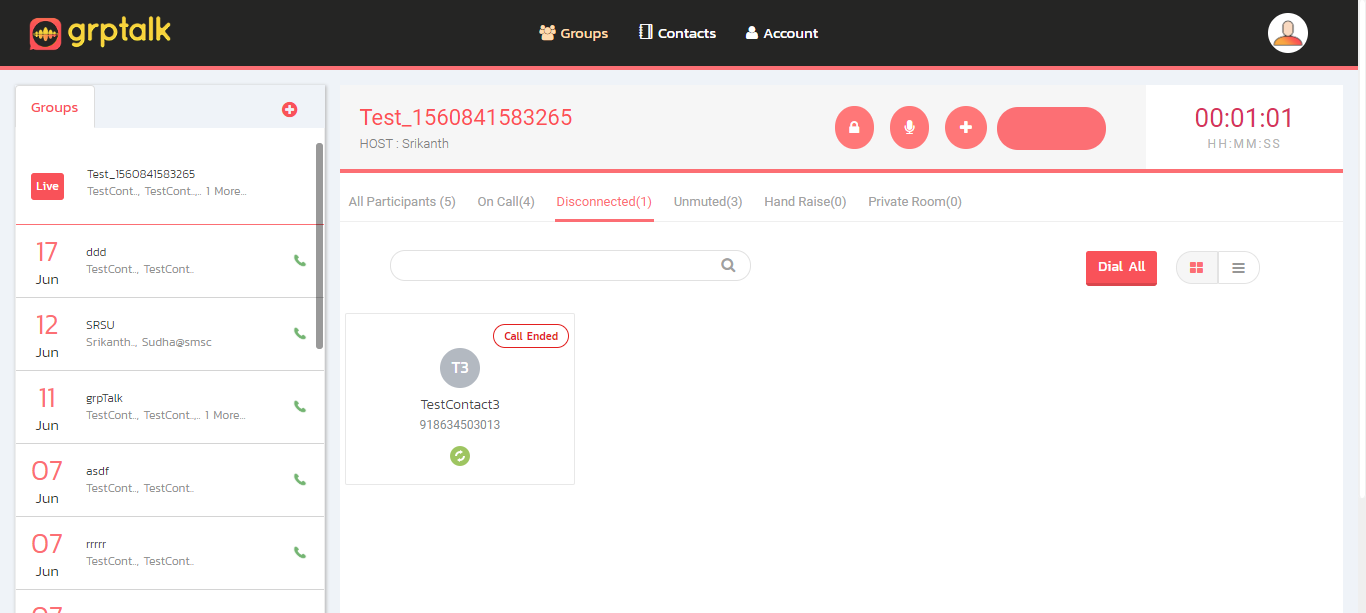 grptalk
Groups
Contacts
Account
Groups
Live
Test_1560841583265
TestCont.., TestCont..,.. 1 More...
17
Jun
ddd
TestCont.., TestCont..
12
Jun
SRSU
Srikanth.., Sudha@smsc
11
Jun
grpTalk
TestCont.., TestCont..,.. 1 More...
07
Jun
asdf
TestCont.., TestCont..
07
Jun
rrrrr
TestCont.., TestCont..
Test_1560841583265
HOST : Srikanth
00:01:01
HH:MM:SS
All Participants (5)
On Call(4)
Disconnected(1)
Unmuted(3)
Hand Raise(0)
Private Room(0)
Dial All
Call Ended
T3
TestContact3
918634503013